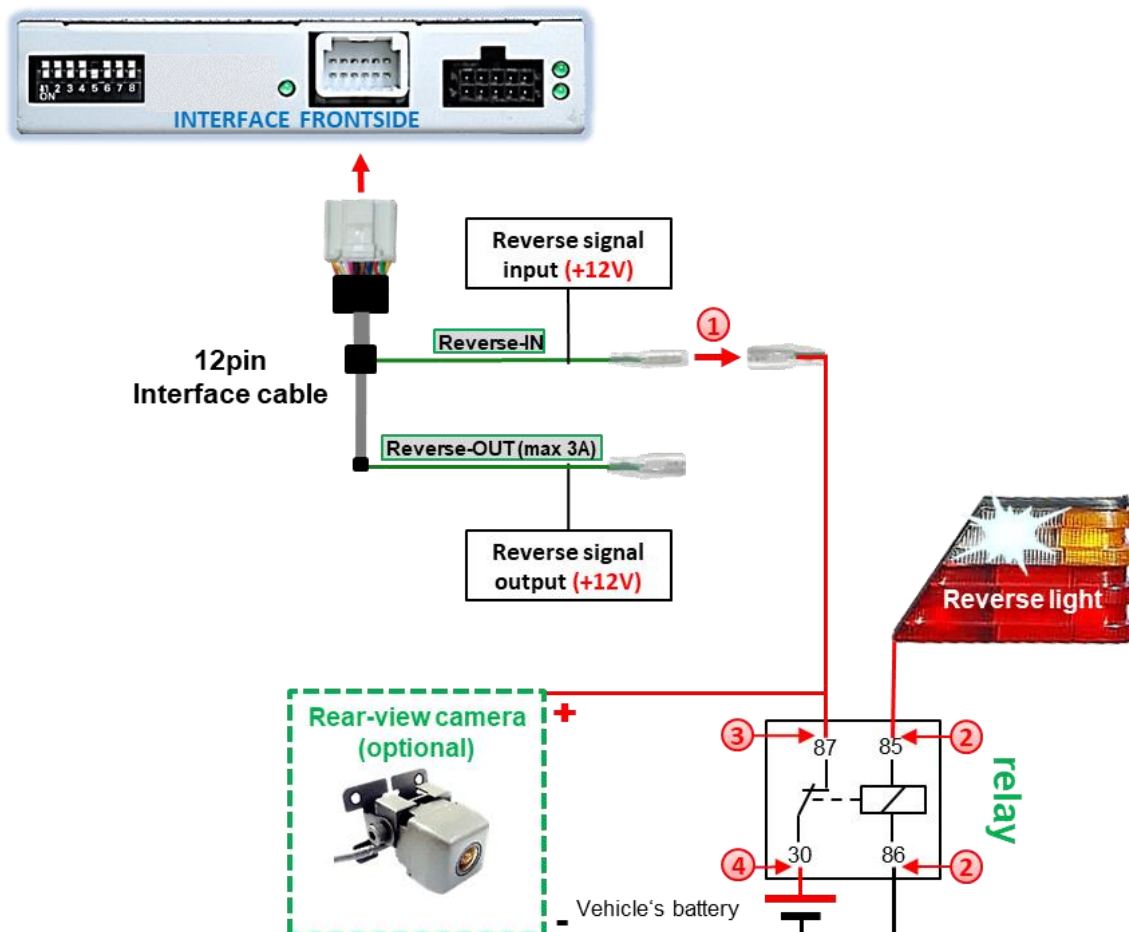 1 2 3 4 5 6 7 8
ON
INTERFACE FRONTSIDE
Reverse signal
input (+12V)
1
Reverse-IN
12pin
Interface cable
Reverse-OUT (max 3A)
Reverse signal
output (+12V)
Reverse light
Rear-view camera
(optional)
+
3
87
85
2
relay
4
30
86
2
-
Vehicle‘s battery